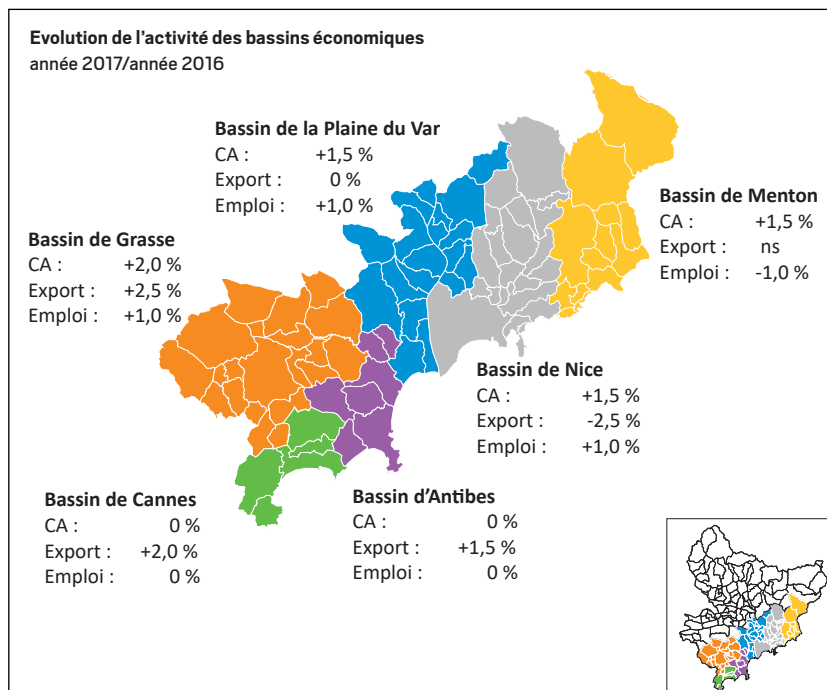 Evolution de l'activité des bassins économiques
année 2017/année 2016
Bassin de la Plaine du Var
CA : +1,5 %
Export : 0 %
Emploi : +1,0 %
Bassin de Menton
CA : +1,5 %
Export : ns
Emploi : -1,0 %
Bassin de Grasse
CA : +2,0 %
Export : +2,5 %
Emploi : +1,0 %
Bassin de Nice
CA : +1,5 %
Export : -2,5 %
Emploi : +1,0 %
Bassin de Cannes
CA : 0 %
Export : +2,0 %
Emploi : 0 %
Bassin d'Antibes
CA : 0 %
Export : +1,5 %
Emploi : 0 %